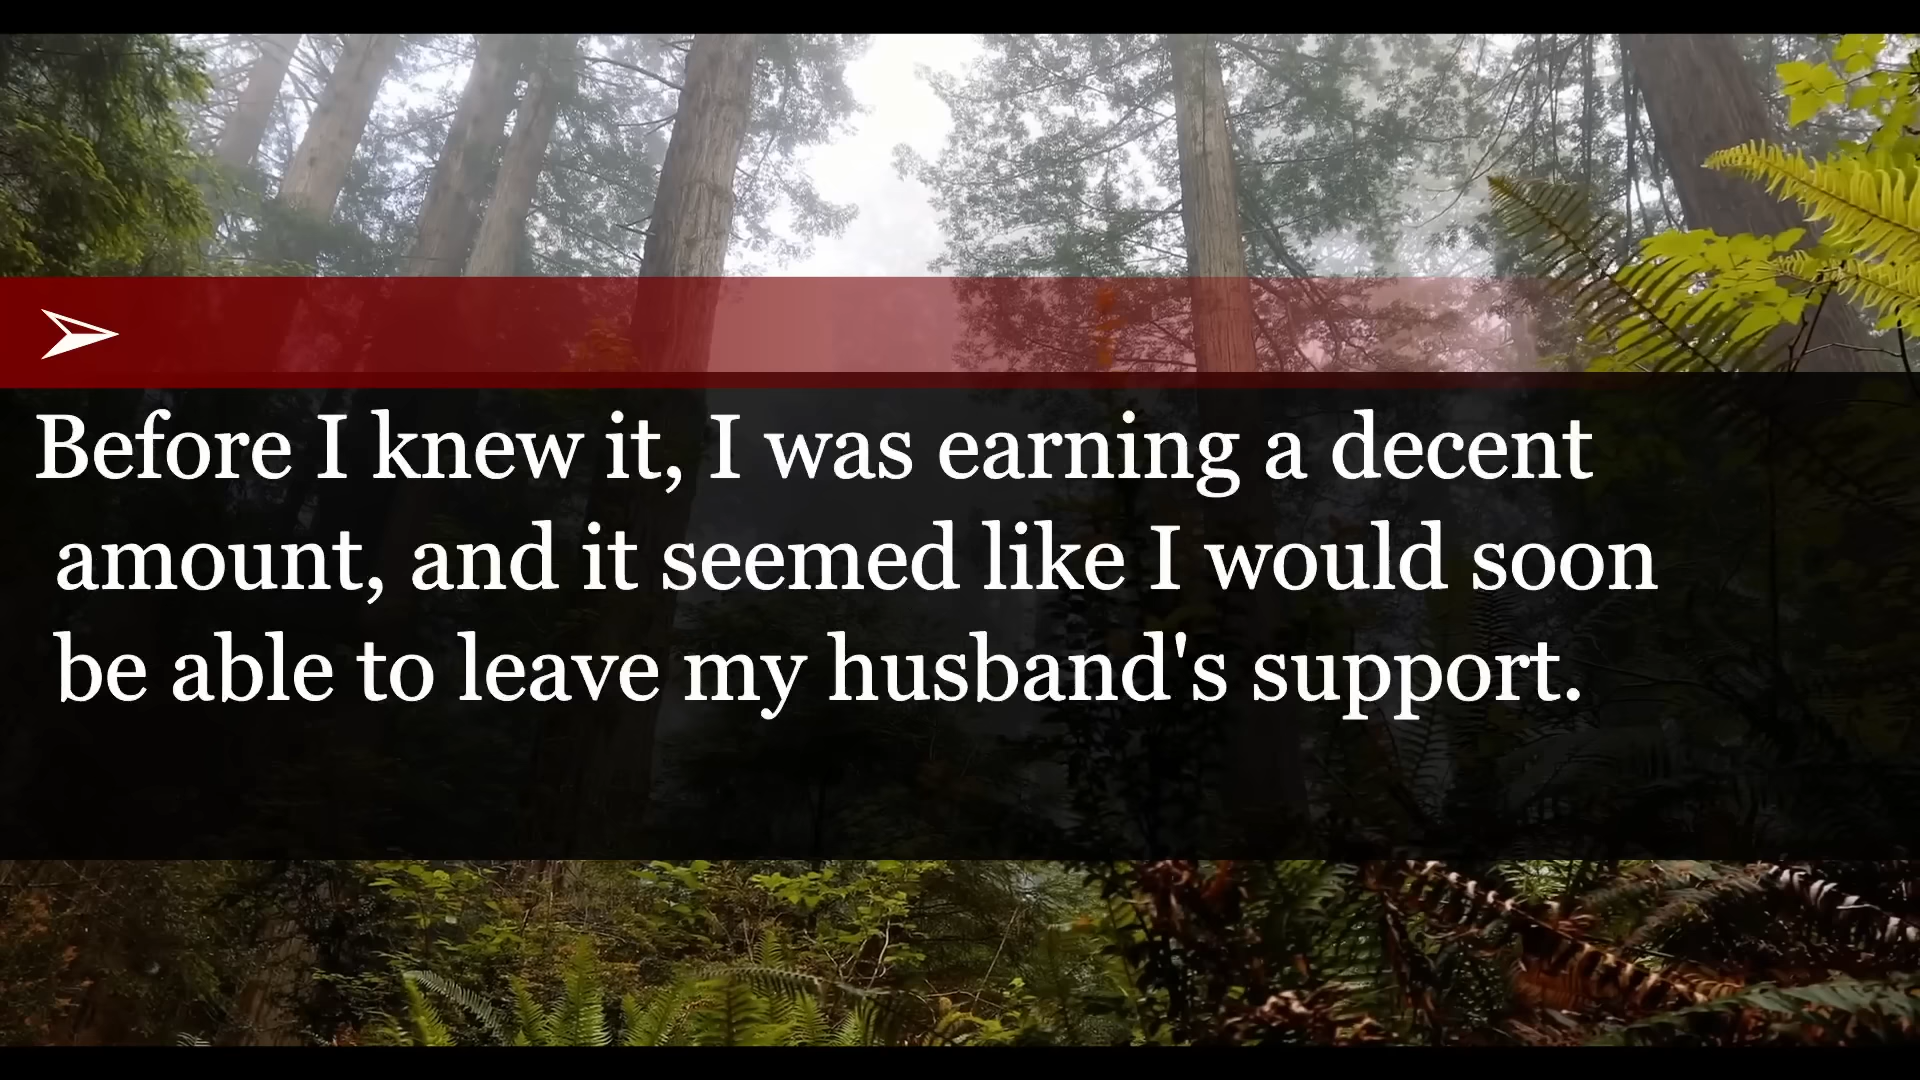 Before I knew it, I was earning a decent
amount, and it seemed like I would soon
be able to leave my husband's support.